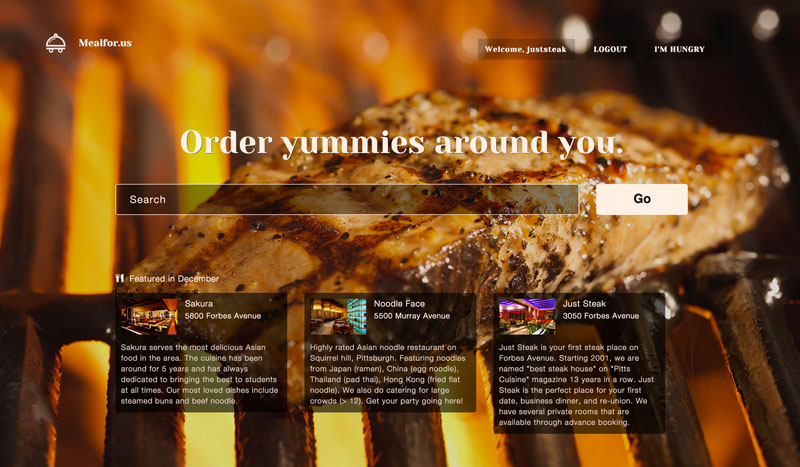 Mealfor.us
Welcome, juststeak
LOGOUT
I'M HUNGRY
Order yummies around you.
Search
Go
Featured in December
Sakura
5800 Forbes Avenue
Sakura serves the most delicious Asian
food in the area. The cuisine has been
around for 5 years and has always
dedicated to bringing the best to students
at all times. Our most loved dishes include
steamed buns and beef noodle.
Noodle Face
5500 Murray Avenue
Highly rated Asian noodle restaurant on
Squirrel hill, Pittsburgh. Featuring noodles
from Japan (ramen), China (egg noodle),
Thailand (pad thai), Hong Kong (fried flat
noodle). We also do catering for large
crowds (> 12). Get your party going here!
Just Steak
3050 Forbes Avenue
Just Steak is your first steak place on
Forbes Avenue. Starting 2001, we are
named "best steak house" on "Pitts
Cuisine" magazine 13 years in a row. Just
Steak is the perfect place for your first
date, business dinner, and re-union. We
have several private rooms that are
available through advance booking.